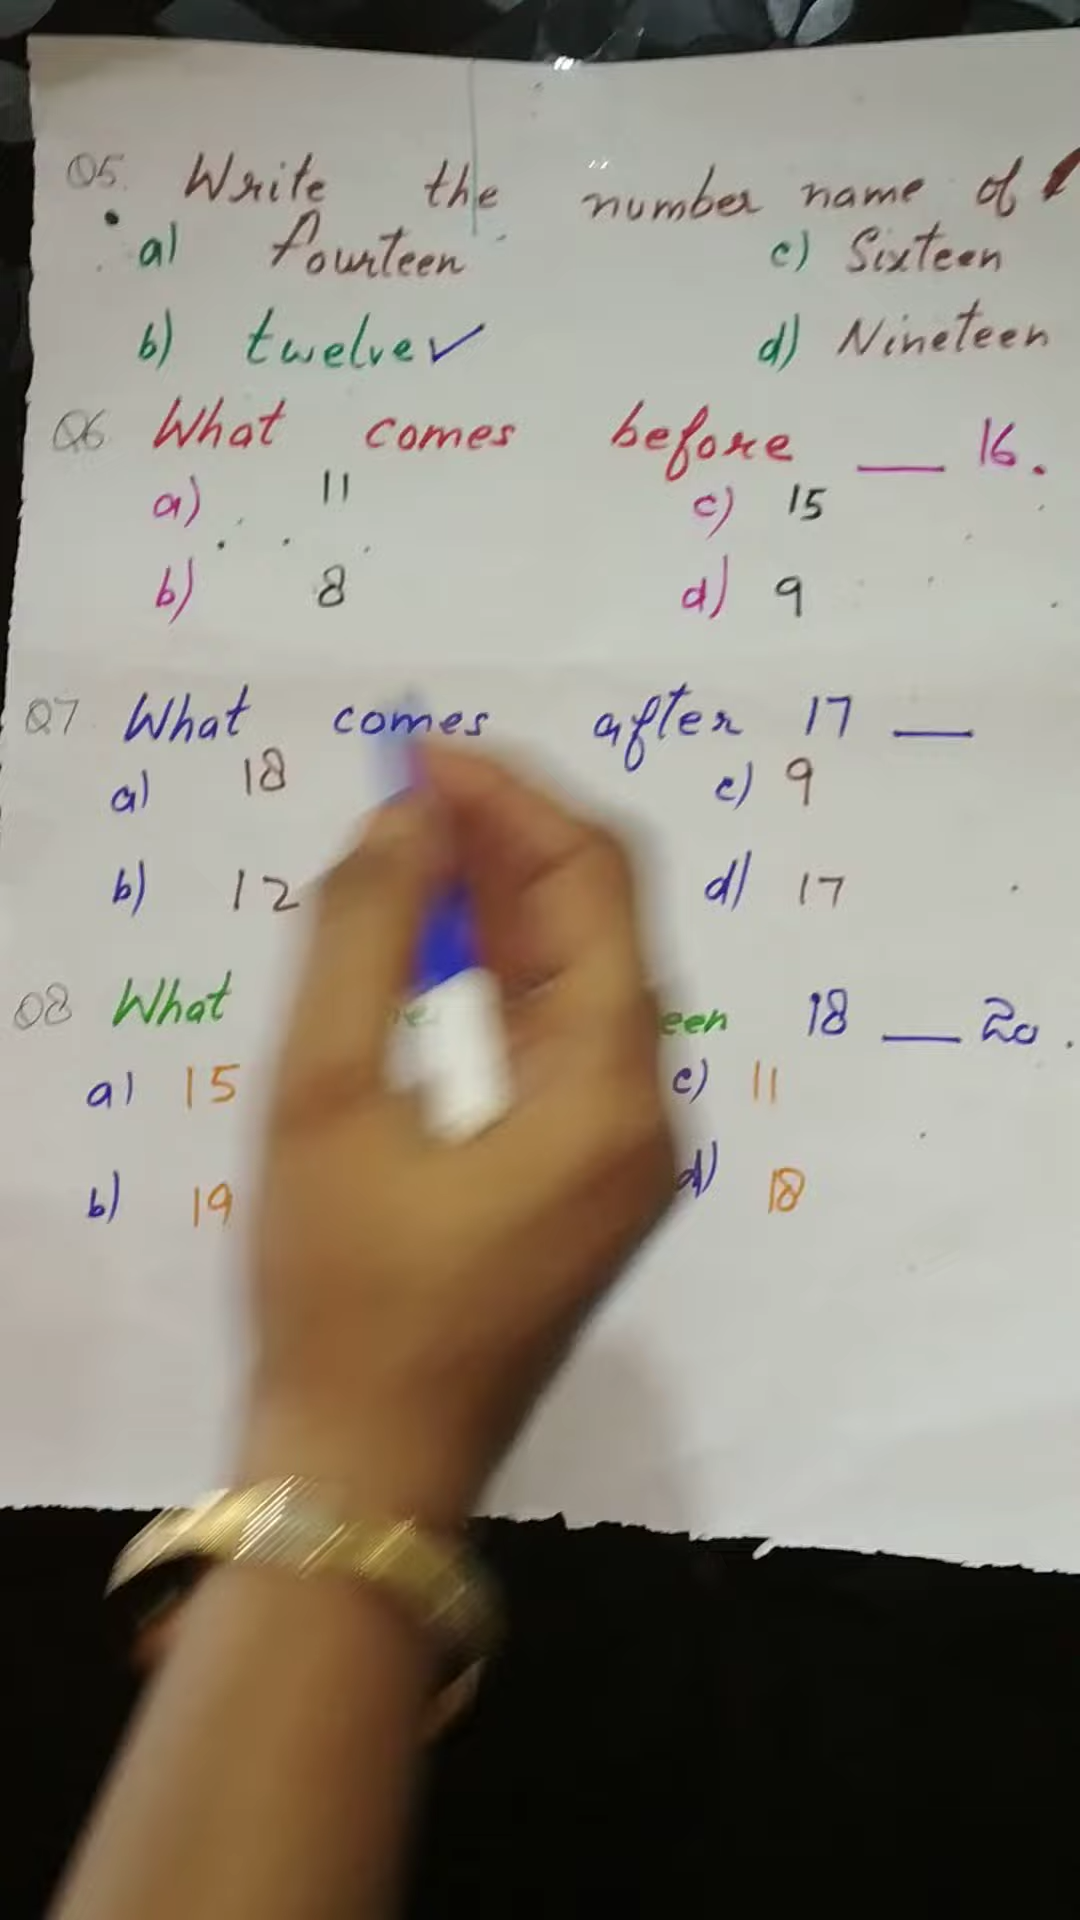 Q5. Write the number name of
a) fourteen c) Sixteen
b) twelve ✓ d) Nineteen
Q6 What comes before __ 16.
a) 11 c) 15
b) 8 d) 9
Q7 What comes after 17 __
a) 18 c) 9
b) 12 d) 17
Q8 What een 18 __ 20.
a) 15 c) 11
b) 19 d) 18